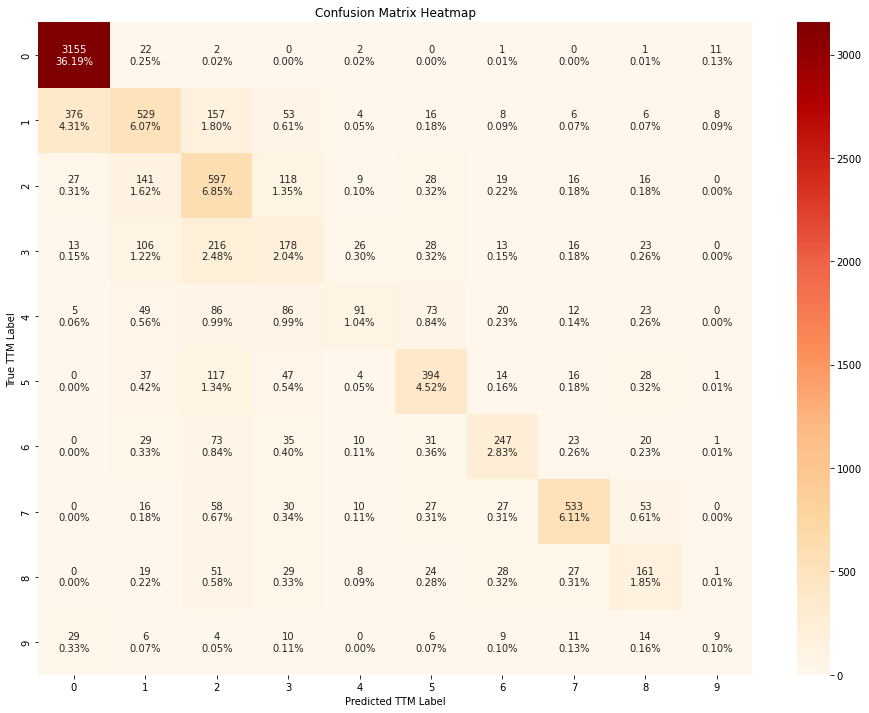 Confusion Matrix Heatmap
3155 22 2 0 2 0 1 0 1 11
36.19% 0.25% 0.02% 0.00% 0.02% 0.00% 0.01% 0.00% 0.01% 0.13%
0
376 529 157 53 4 16 8 6 6 8
4.31% 6.07% 1.80% 0.61% 0.05% 0.18% 0.09% 0.07% 0.07% 0.09%
1
27 141 597 118 9 28 19 16 16 0
0.31% 1.62% 6.85% 1.35% 0.10% 0.32% 0.22% 0.18% 0.18% 0.00%
2
13 106 216 178 26 28 13 16 23 0
0.15% 1.22% 2.48% 2.04% 0.30% 0.32% 0.15% 0.18% 0.26% 0.00%
3
5 49 86 86 91 73 20 12 23 0
0.06% 0.56% 0.99% 0.99% 1.04% 0.84% 0.23% 0.14% 0.26% 0.00%
4
0 37 117 47 4 394 14 16 28 1
0.00% 0.42% 1.34% 0.54% 0.05% 4.52% 0.16% 0.18% 0.32% 0.01%
5
0 29 73 35 10 31 247 23 20 1
0.00% 0.33% 0.84% 0.40% 0.11% 0.36% 2.83% 0.26% 0.23% 0.01%
6
0 16 58 30 10 27 27 533 53 0
0.00% 0.18% 0.67% 0.34% 0.11% 0.31% 0.31% 6.11% 0.61% 0.00%
7
0 19 51 29 8 24 28 27 161 1
0.00% 0.22% 0.58% 0.33% 0.09% 0.28% 0.32% 0.31% 1.85% 0.01%
8
29 6 4 10 0 6 9 11 14 9
0.33% 0.07% 0.05% 0.11% 0.00% 0.07% 0.10% 0.13% 0.16% 0.10%
9
True TTM Label
0 1 2 3 4 5 6 7 8 9
Predicted TTM Label
3000
2500
2000
1500
1000
500
0